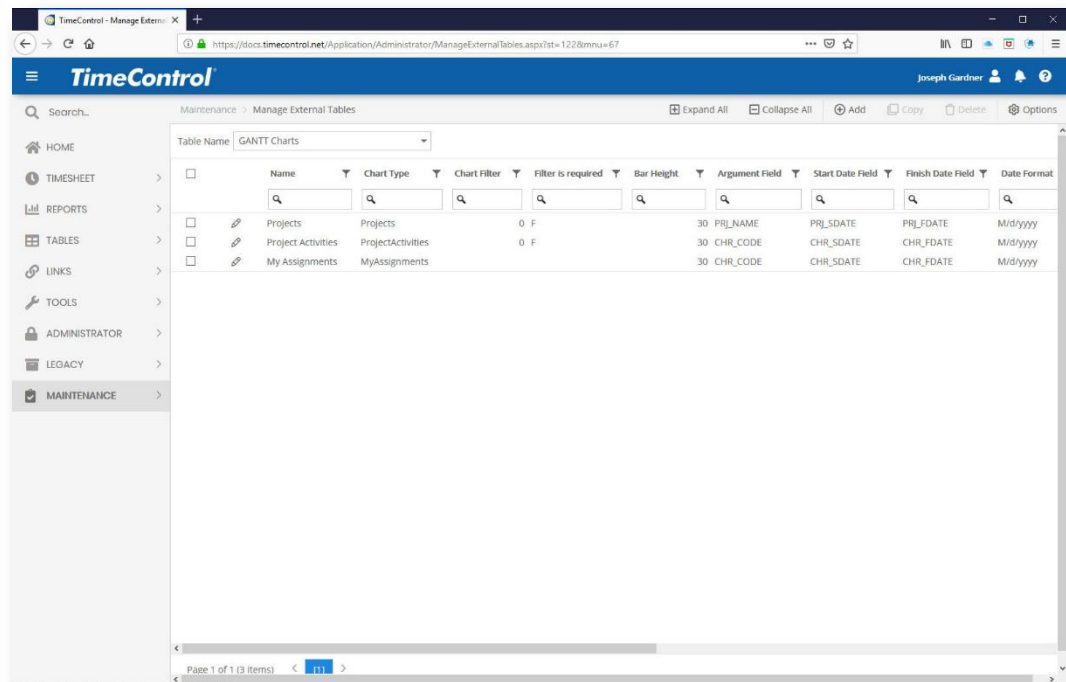 TimeControl - Manage Externa
https://docs.timecontrol.net/Application/Administrator/ManageExternalTables.aspx?st=122&mnu=67
TimeControl
Joseph Gardner
Search...
Maintenance > Manage External Tables
Expand All Collapse All Add Copy Delete Options
Table Name GANTT Charts
HOME
TIMESHEET
REPORTS
TABLES
LINKS
TOOLS
ADMINISTRATOR
LEGACY
MAINTENANCE
Name Chart Type Chart Filter Filter is required Bar Height Argument Field Start Date Field Finish Date Field Date Format
Projects Projects 0 F 30 PRJ_NAME PRJ_SDATE PRJ_FDATE M/d/yyyy
Project Activities ProjectActivities 0 F 30 CHR_CODE CHR_SDATE CHR_FDATE M/d/yyyy
My Assignments MyAssignments 30 CHR_CODE CHR_SDATE CHR_FDATE M/d/yyyy
Page 1 of 1 (3 items) < [1] >